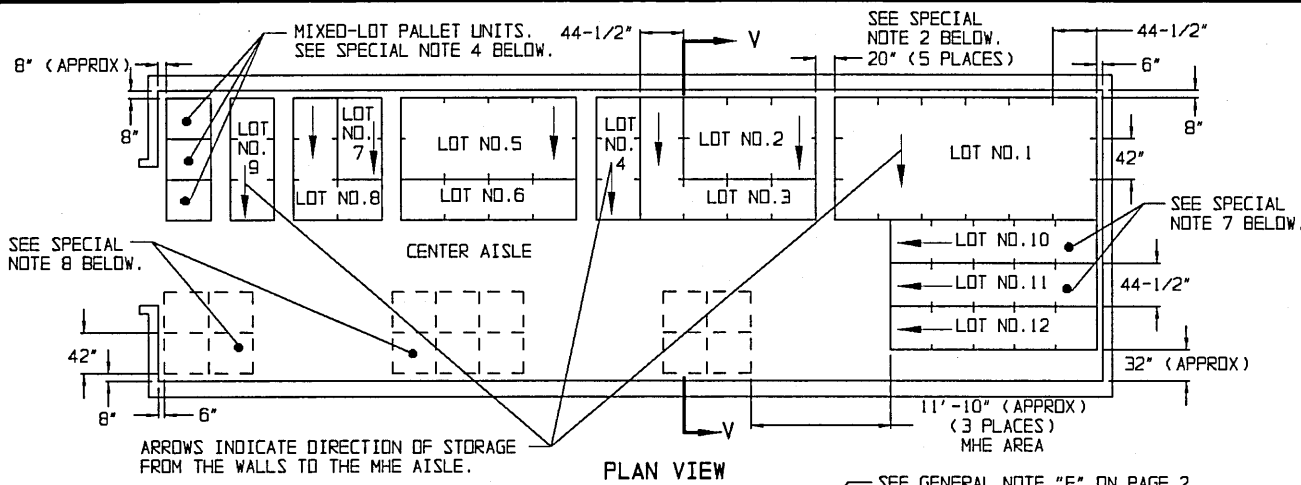 MIXED-LOT PALLET UNITS.
SEE SPECIAL NOTE 4 BELOW.
44-1/2"
V
SEE SPECIAL
NOTE 2 BELOW.
20" (5 PLACES)
44-1/2"
6"
8" (APPROX)
8"
8"
LOT
NO.
9
LOT
NO.
7
LOT NO.8
LOT NO.5
LOT NO.6
LOT
NO.
4
LOT NO.2
LOT NO.3
LOT NO.1
42"
SEE SPECIAL
NOTE 7 BELOW.
SEE SPECIAL
NOTE 8 BELOW.
CENTER AISLE
LOT NO.10
LOT NO.11
LOT NO.12
44-1/2"
42"
32" (APPROX)
8"
6"
11'-10" (APPROX)
(3 PLACES)
MHE AREA
ARROWS INDICATE DIRECTION OF STORAGE
FROM THE WALLS TO THE MHE AISLE.
V
PLAN VIEW
SEE GENERAL NOTE "E" ON PAGE 2